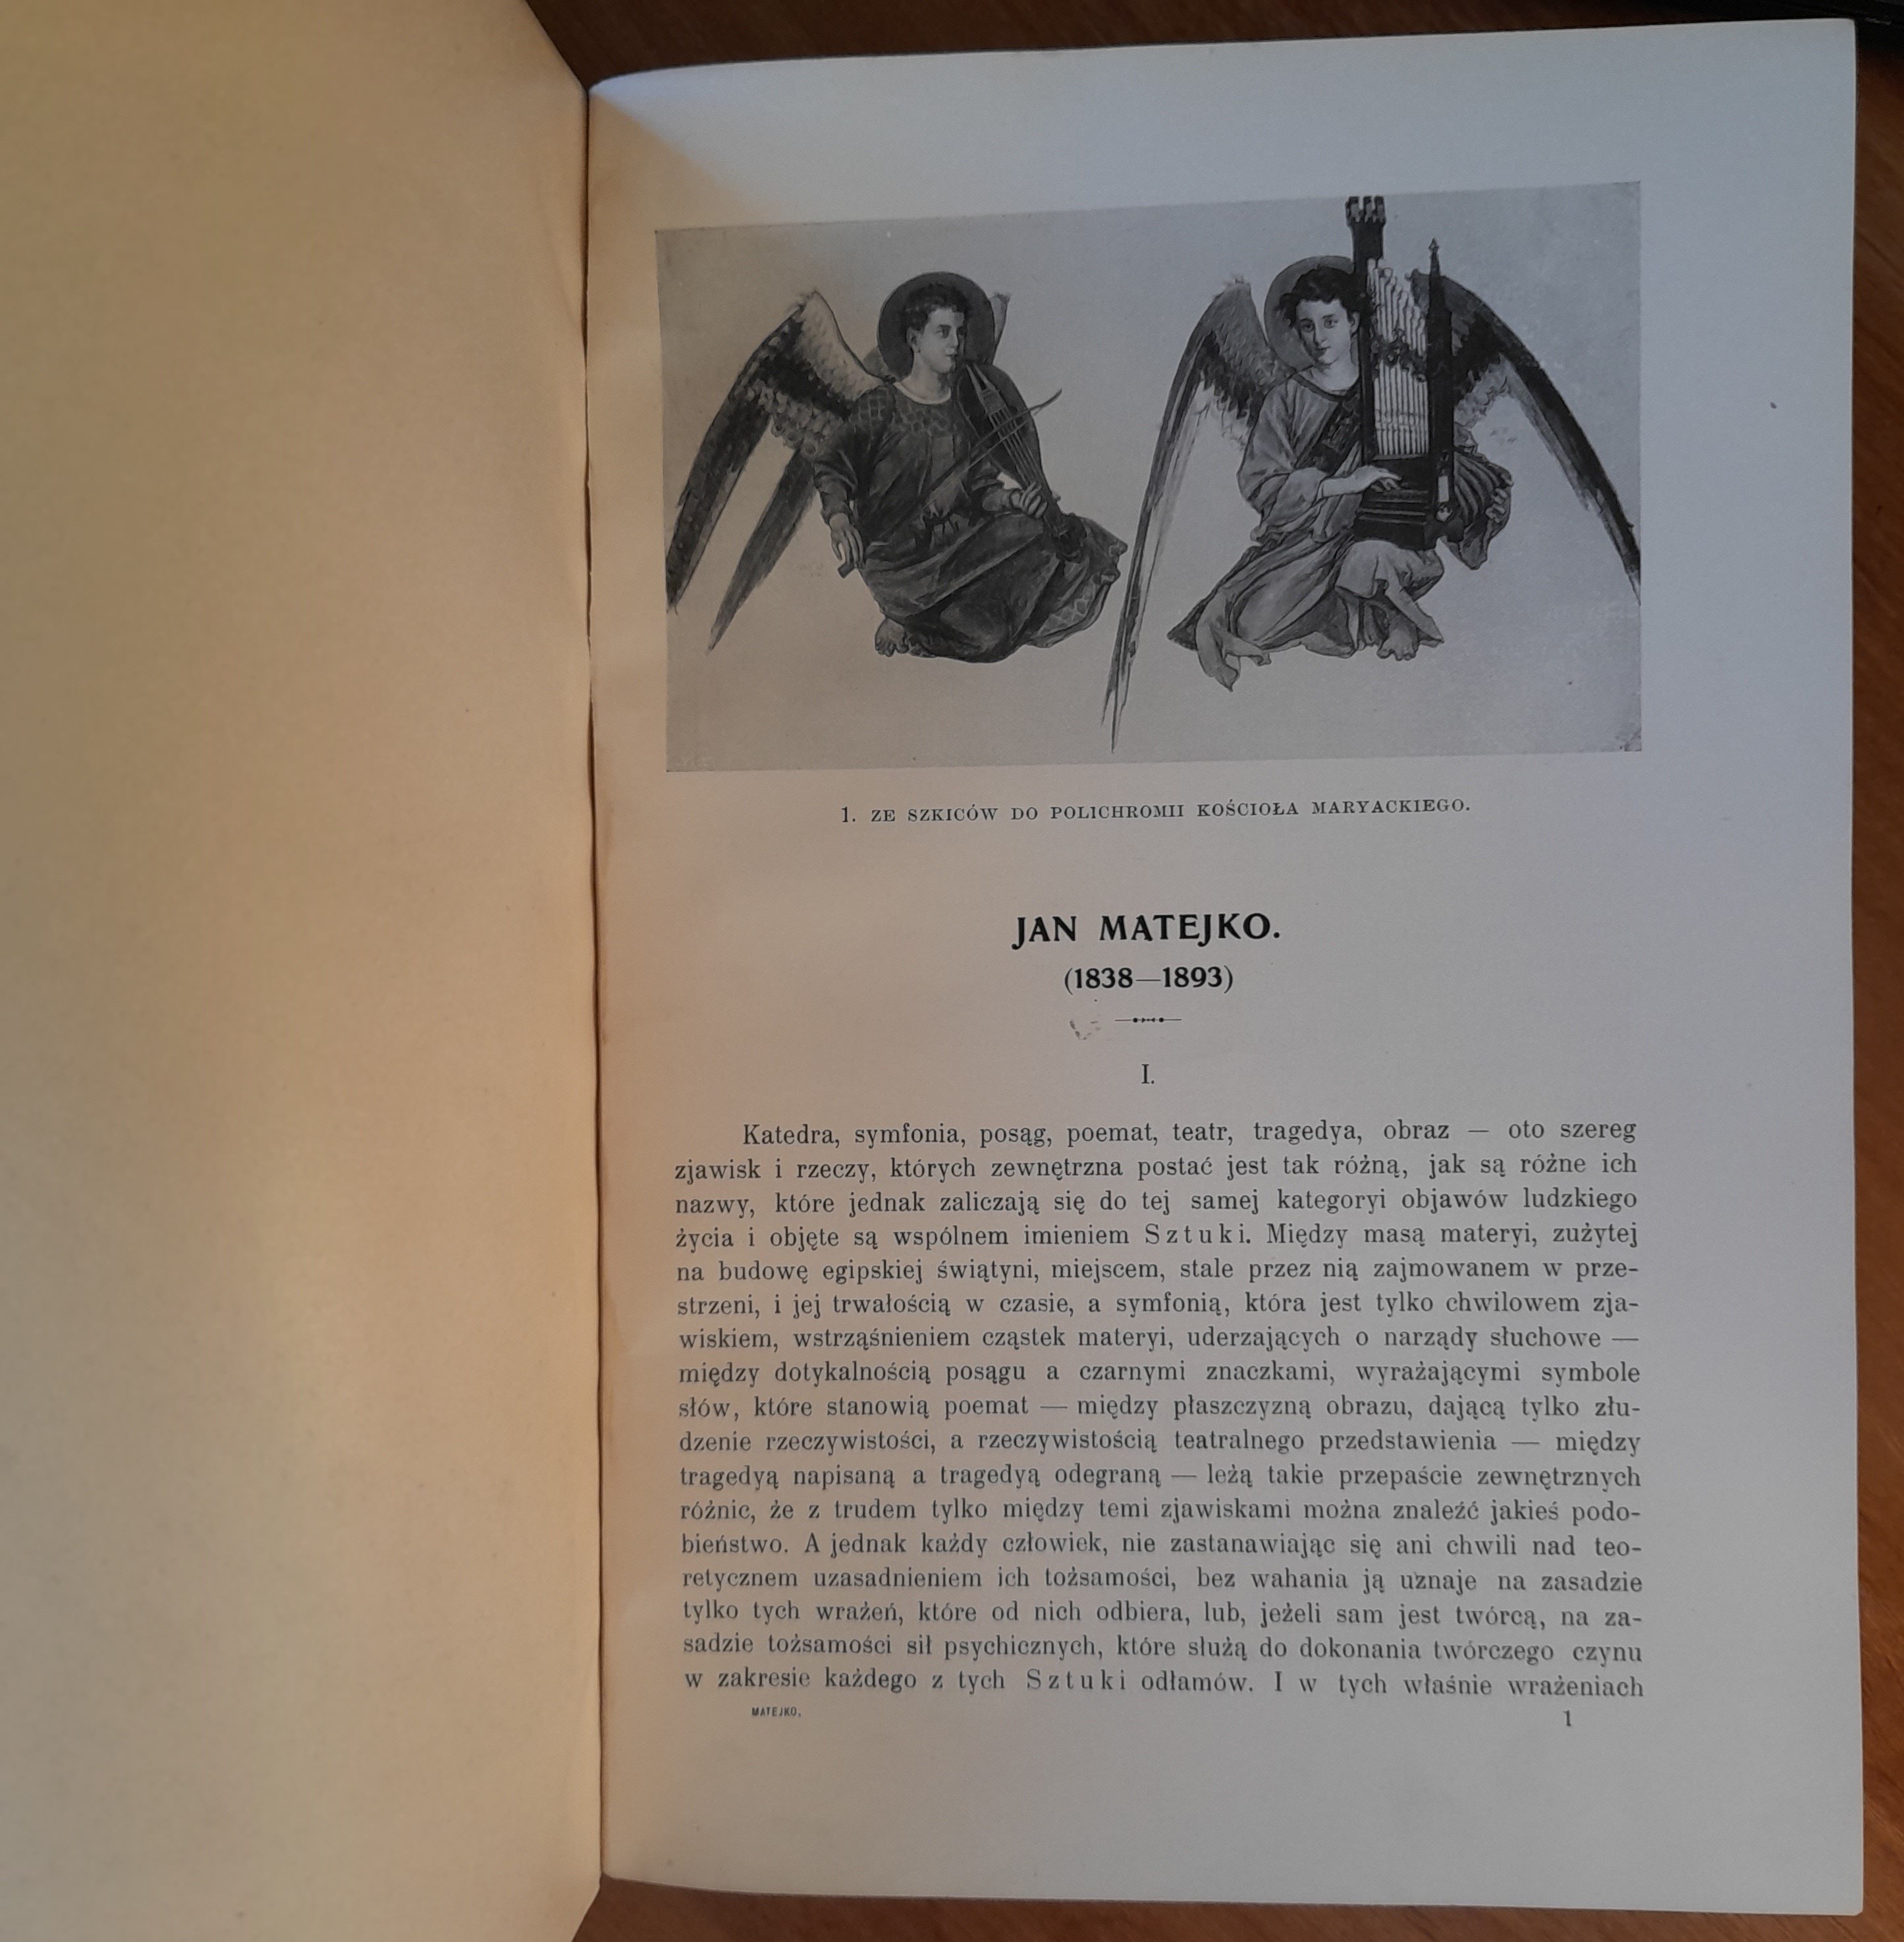 1. ZE SZKICÓW DO POLICHROMII KOŚCIOŁA MARYACKIEGO.
JAN MATEJKO.
(1838—1893)
I.
Katedra, symfonia, posąg, poemat, teatr, tragedya, obraz — oto szereg
zjawisk i rzeczy, których zewnętrzna postać jest tak różną, jak są różne ich
nazwy, które jednak zaliczają się do tej samej kategoryi objawów ludzkiego
życia i objęte są wspólnem imieniem Sztuki. Między masą materyi, zużytej
na budowę egipskiej świątyni, miejscem, stale przez nią zajmowanem w prze-
strzeni, i jej trwałością w czasie, a symfonią, która jest tylko chwilowem zja-
wiskiem, wstrząśnieniem cząstek materyi, uderzających o narządy słuchowe —
między dotykalnością posągu a czarnymi znaczkami, wyrażającymi symbole
słów, które stanowią poemat — między płaszczyzną obrazu, dającą tylko złu-
dzenie rzeczywistości, a rzeczywistością teatralnego przedstawienia — między
tragedyą napisaną a tragedyą odegraną — leżą takie przepaście zewnętrznych
różnic, że z trudem tylko między temi zjawiskami można znaleźć jakieś podo-
bieństwo. A jednak każdy człowiek, nie zastanawiając się ani chwili nad teo-
retycznem uzasadnieniem ich tożsamości, bez wahania ją uznaje na zasadzie
tylko tych wrażeń, które od nich odbiera, lub, jeżeli sam jest twórcą, na za-
sadzie tożsamości sił psychicznych, które służą do dokonania twórczego czynu
w zakresie każdego z tych Sztuki odłamów. I w tych właśnie wrażeniach
MATEJKO. 1